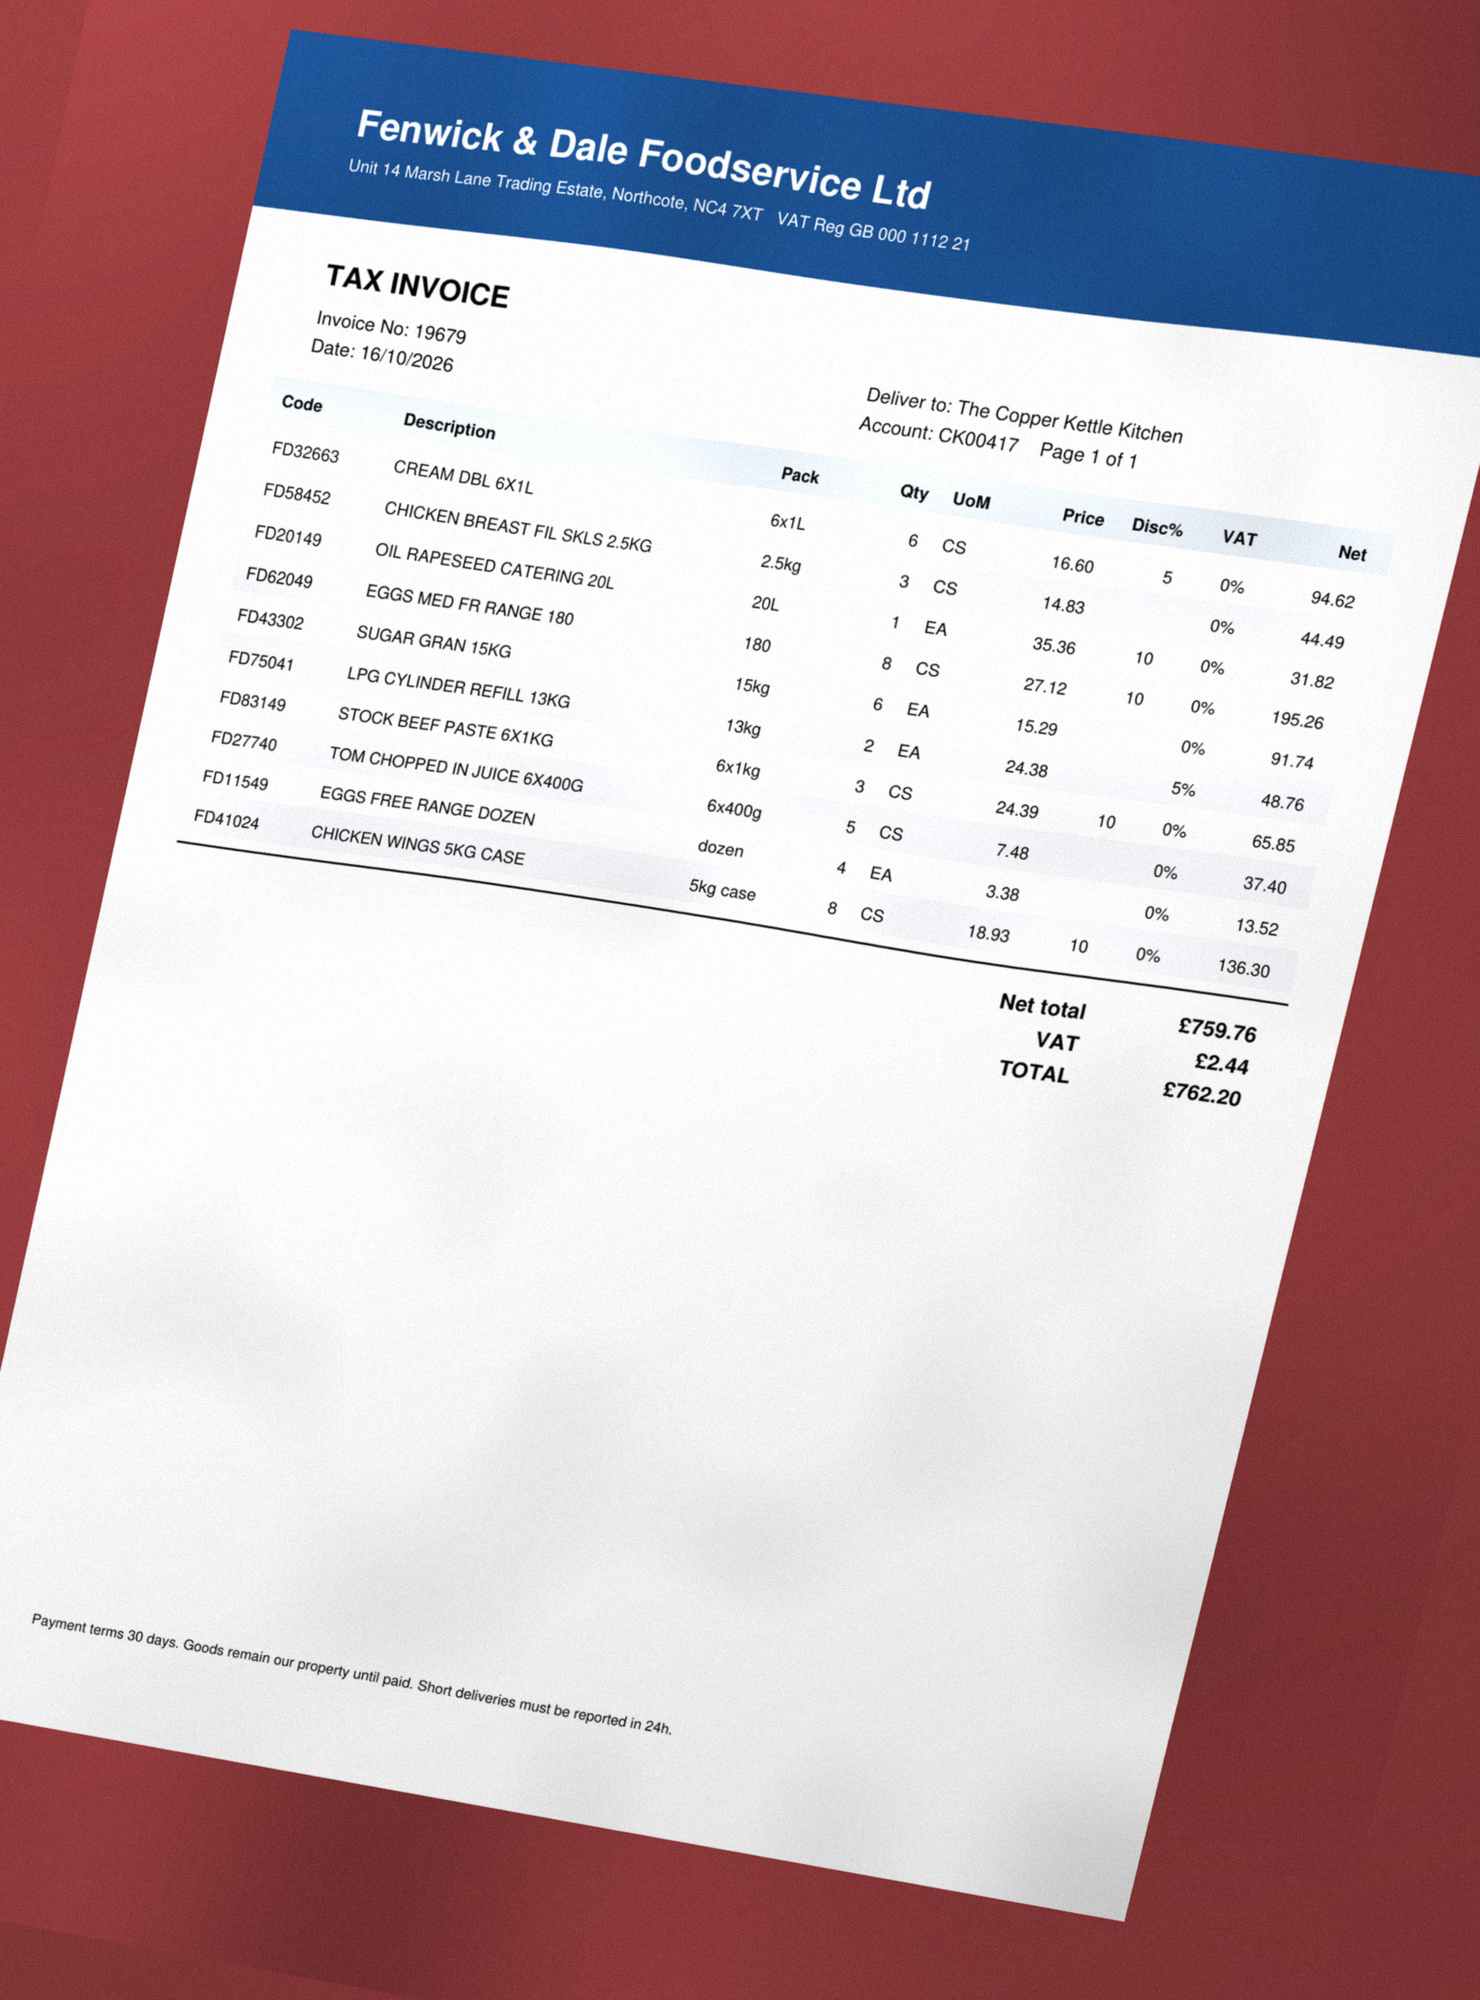 Fenwick & Dale Foodservice Ltd
Unit 14 Marsh Lane Trading Estate, Northcote, NC4 7XT VAT Reg GB 000 1112 21
TAX INVOICE
Invoice No: 19679
Date: 16/10/2026
Deliver to: The Copper Kettle Kitchen
Account: CK00417 Page 1 of 1
Code Description Pack Qty UoM Price Disc% VAT Net
FD32663 CREAM DBL 6X1L 6x1L 6 CS 16.60 5 0% 94.62
FD58452 CHICKEN BREAST FIL SKLS 2.5KG 2.5kg 3 CS 14.83 0% 44.49
FD20149 OIL RAPESEED CATERING 20L 20L 1 EA 35.36 10 0% 31.82
FD62049 EGGS MED FR RANGE 180 180 8 CS 27.12 10 0% 195.26
FD43302 SUGAR GRAN 15KG 15kg 6 EA 15.29 0% 91.74
FD75041 LPG CYLINDER REFILL 13KG 13kg 2 EA 24.38 5% 48.76
FD83149 STOCK BEEF PASTE 6X1KG 6x1kg 3 CS 24.39 10 0% 65.85
FD27740 TOM CHOPPED IN JUICE 6X400G 6x400g 5 CS 7.48 0% 37.40
FD11549 EGGS FREE RANGE DOZEN dozen 4 EA 3.38 0% 13.52
FD41024 CHICKEN WINGS 5KG CASE 5kg case 8 CS 18.93 10 0% 136.30
Net total £759.76
VAT £2.44
TOTAL £762.20
Payment terms 30 days. Goods remain our property until paid. Short deliveries must be reported in 24h.